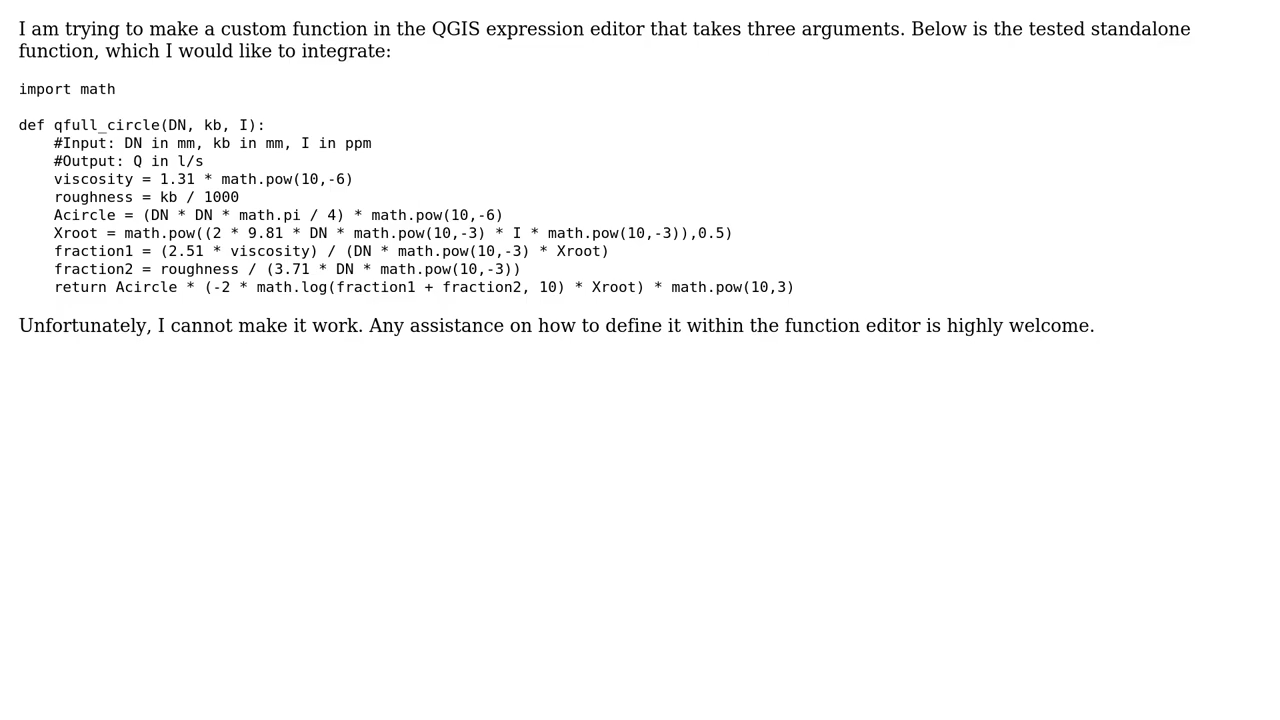 I am trying to make a custom function in the QGIS expression editor that takes three arguments. Below is the tested standalone
function, which I would like to integrate:
import math
def qfull_circle(DN, kb, I):
    #Input: DN in mm, kb in mm, I in ppm
    #Output: Q in l/s
    viscosity = 1.31 * math.pow(10,-6)
    roughness = kb / 1000
    Acircle = (DN * DN * math.pi / 4) * math.pow(10,-6)
    Xroot = math.pow((2 * 9.81 * DN * math.pow(10,-3) * I * math.pow(10,-3)),0.5)
    fraction1 = (2.51 * viscosity) / (DN * math.pow(10,-3) * Xroot)
    fraction2 = roughness / (3.71 * DN * math.pow(10,-3))
    return Acircle * (-2 * math.log(fraction1 + fraction2, 10) * Xroot) * math.pow(10,3)
Unfortunately, I cannot make it work. Any assistance on how to define it within the function editor is highly welcome.